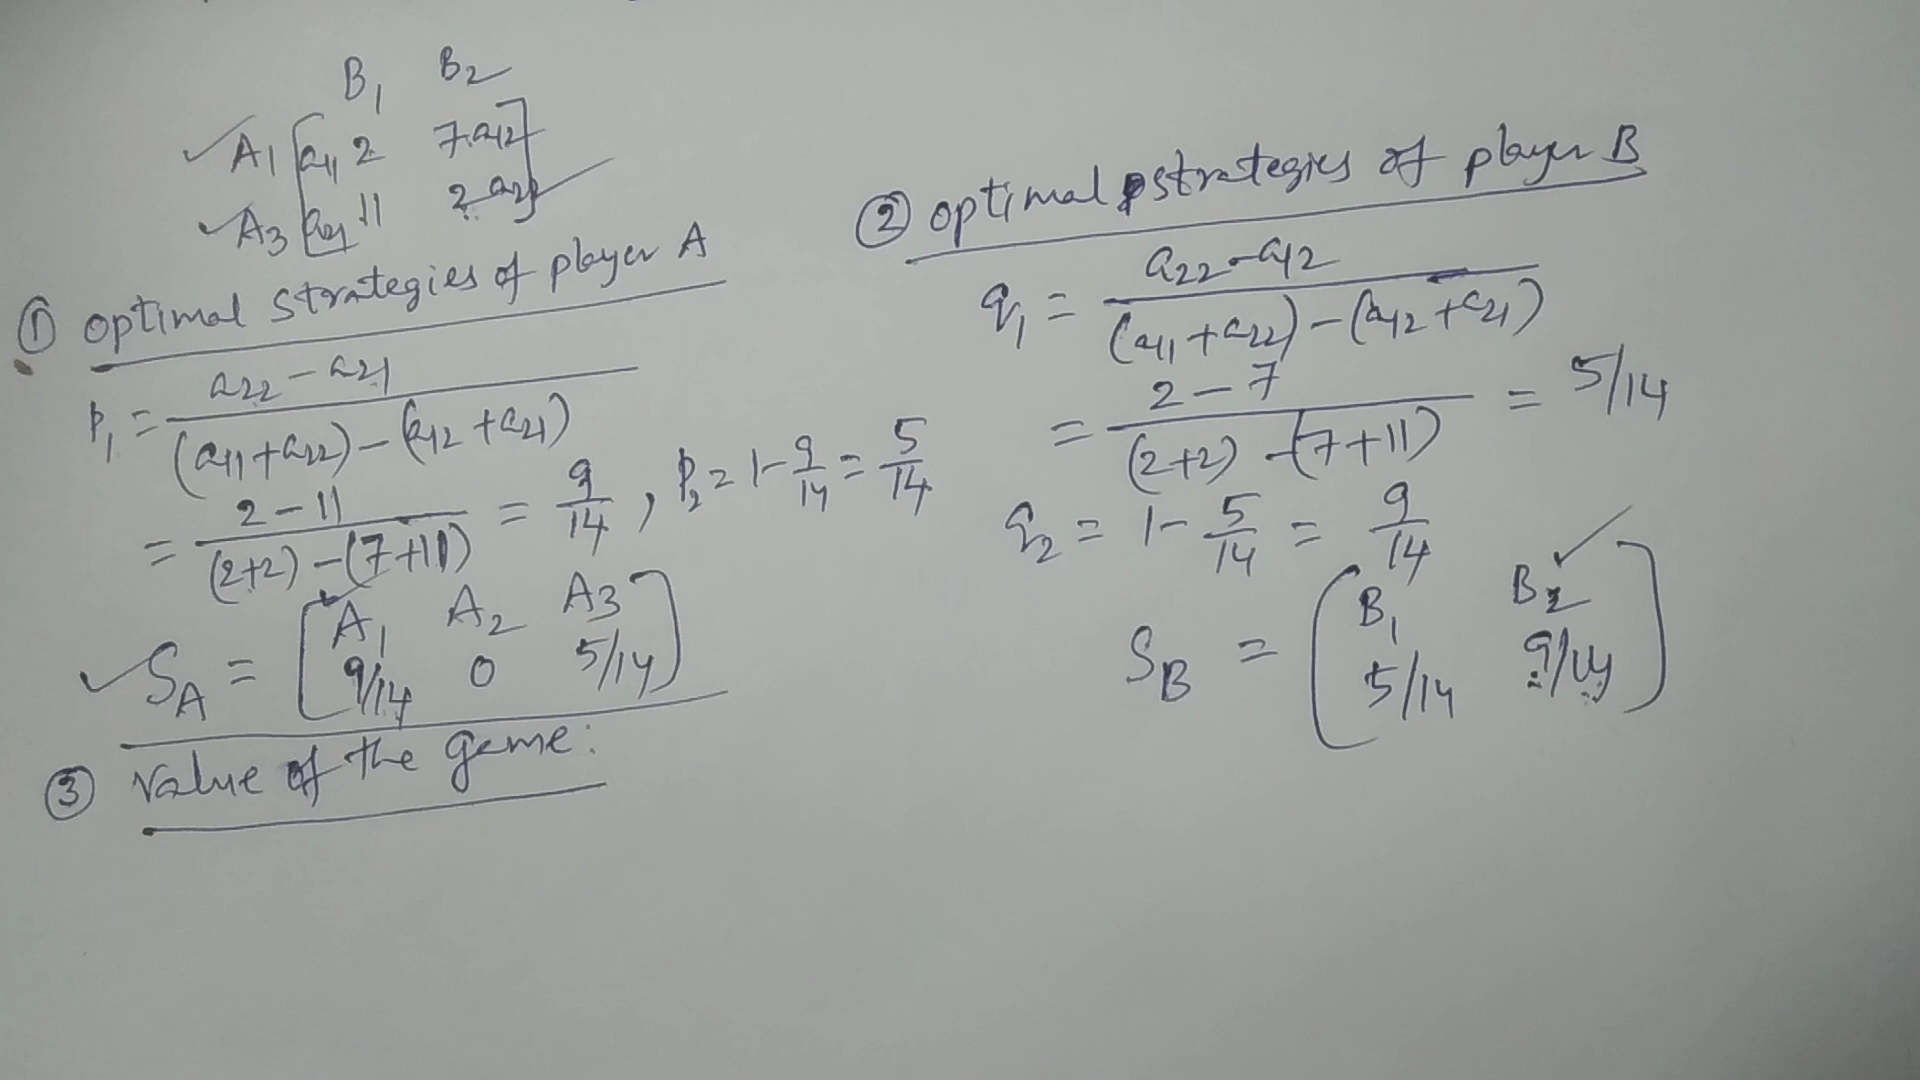 B1 B2
A1 [a11 2 7 a12]
A3 [a21 11 2 a22]
① optimal strategies of player A
p1 = a22 - a21 / (a11 + a22) - (a12 + a21)
= 2 - 11 / (2+2) - (7+11) = 9/14 , p2 = 1 - 9/14 = 5/14
SA = [A1 A2 A3
9/14 0 5/14]
③ value of the game:
② optimal strategies of player B
q1 = a22 - a12 / (a11 + a22) - (a12 + a21)
= 2 - 7 / (2+2) - (7+11) = 5/14
q2 = 1 - 5/14 = 9/14
SB = [B1 B2
5/14 9/14]